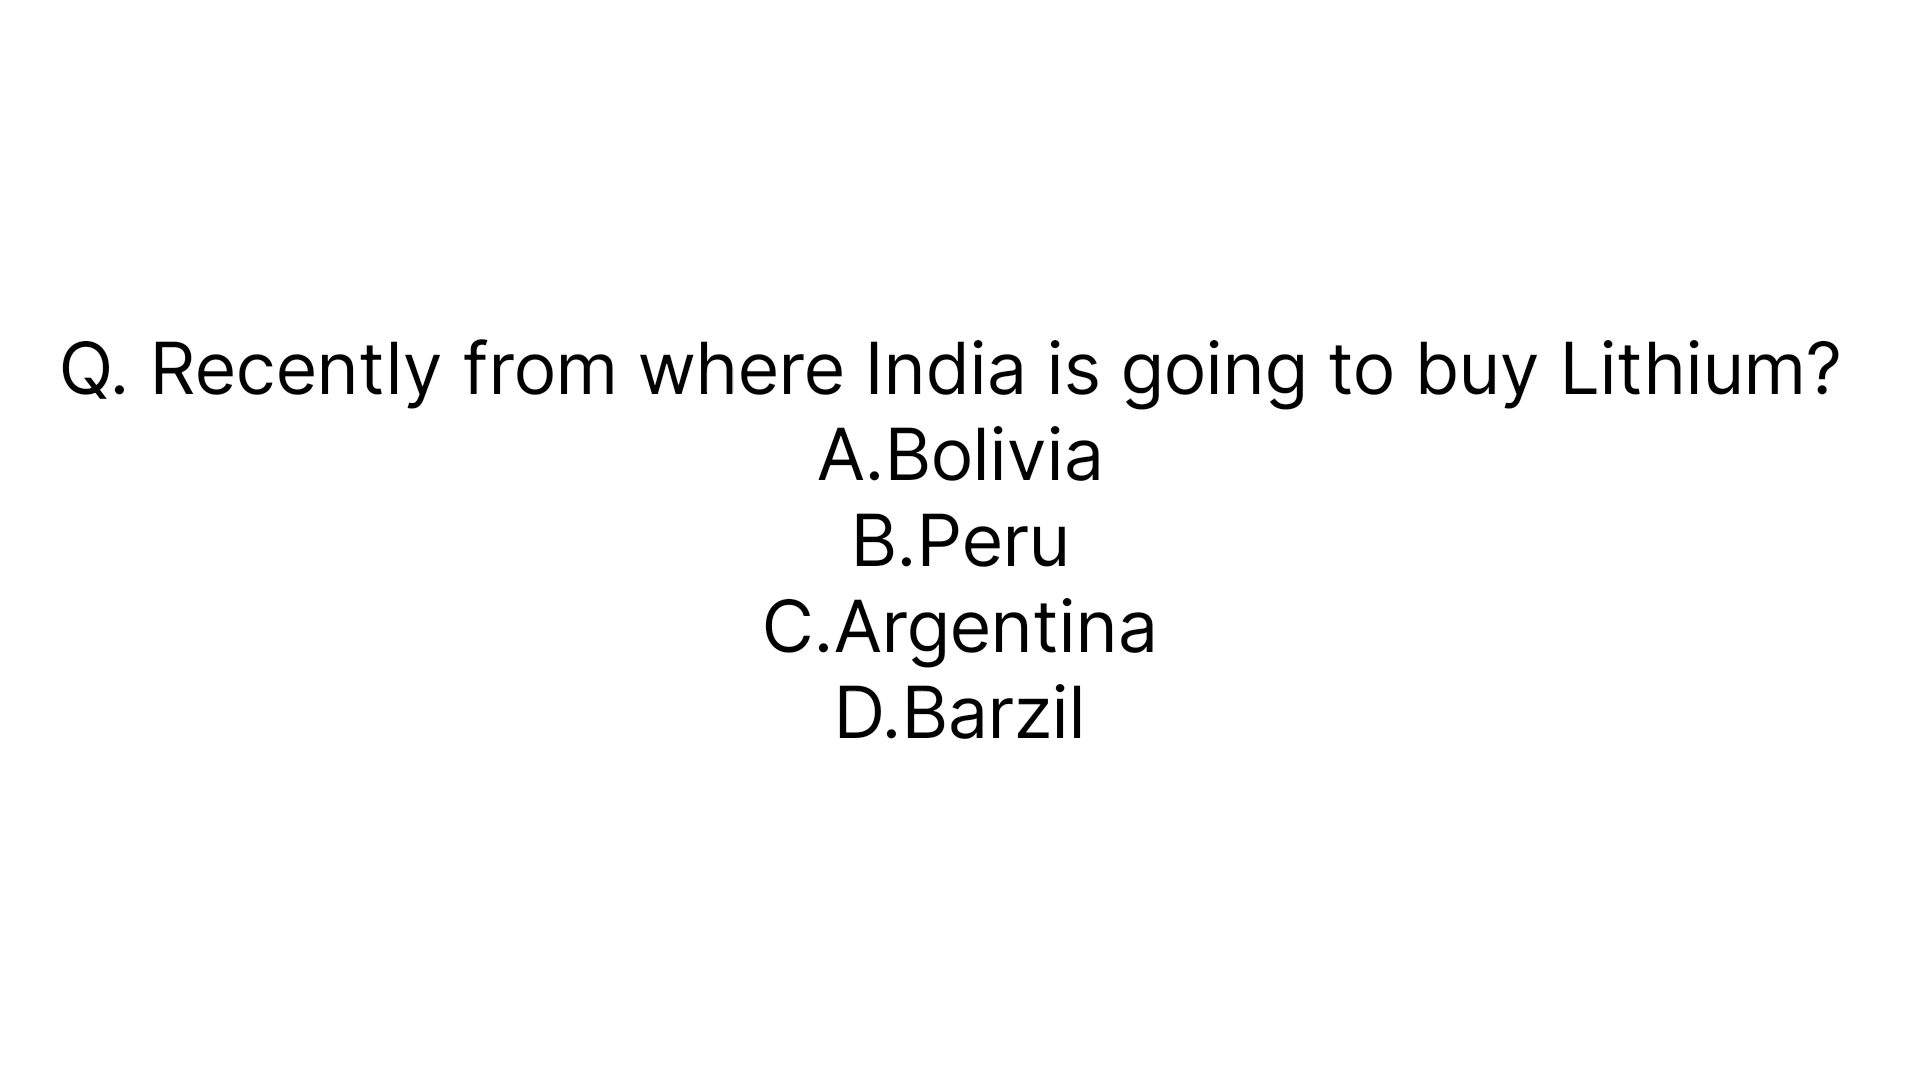 Q. Recently from where India is going to buy Lithium?
A.Bolivia
B.Peru
C.Argentina
D.Barzil